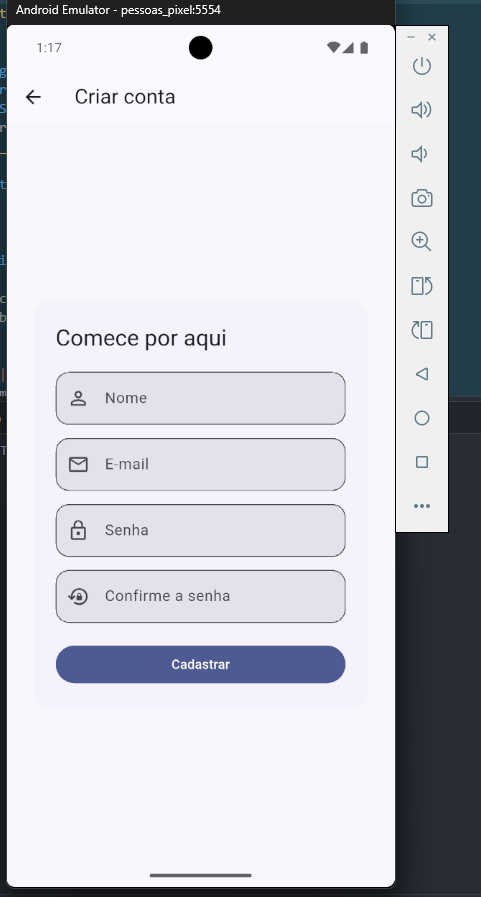 Android Emulator - pessoas_pixel:5554
1:17
Criar conta
Comece por aqui
Nome
E-mail
Senha
Confirme a senha
Cadastrar